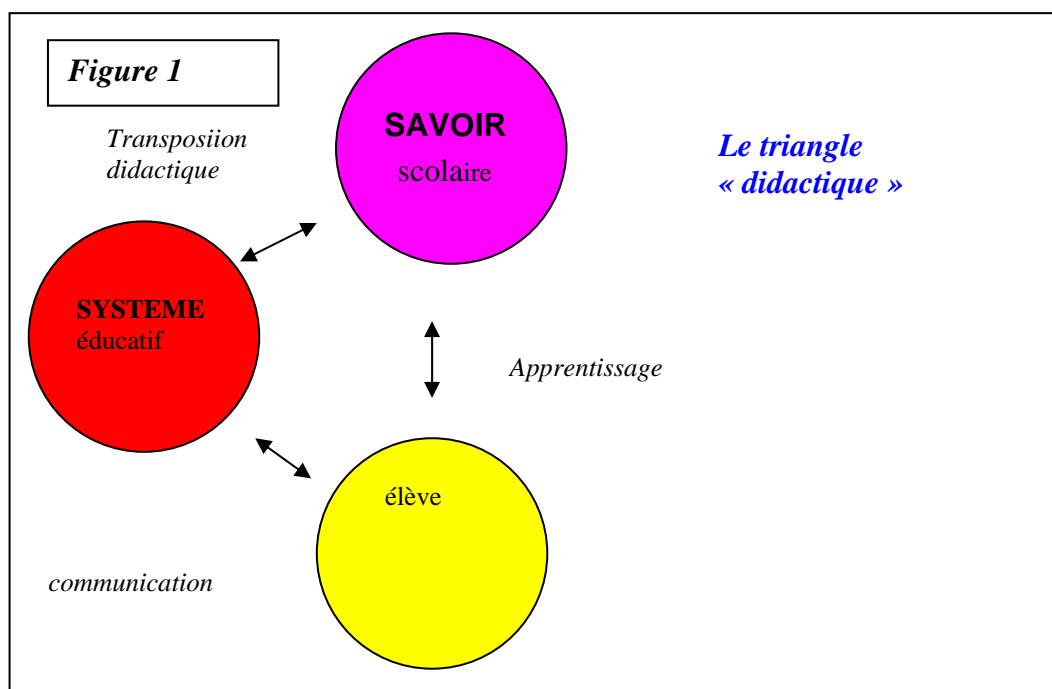 Figure 1
Transposiion
didactique
SAVOIR
scolaire
Le triangle
« didactique »
SYSTEME
éducatif
Apprentissage
élève
communication